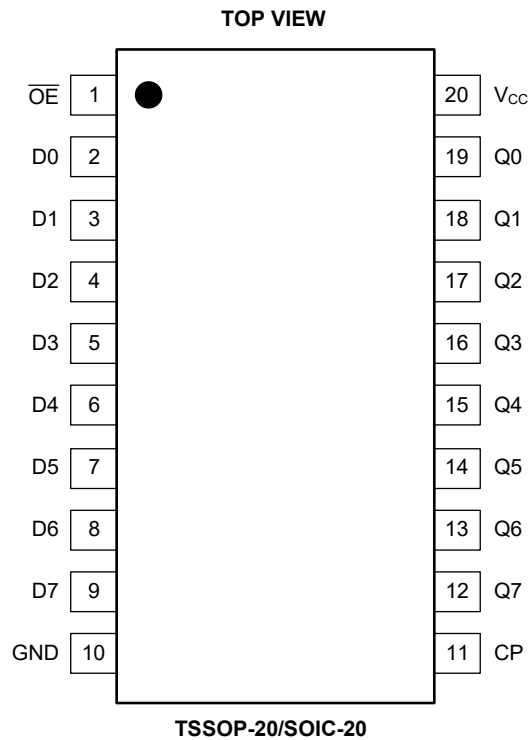 TOP VIEW
O̅E̅ 1 20 VCC
D0 2 19 Q0
D1 3 18 Q1
D2 4 17 Q2
D3 5 16 Q3
D4 6 15 Q4
D5 7 14 Q5
D6 8 13 Q6
D7 9 12 Q7
GND 10 11 CP
TSSOP-20/SOIC-20